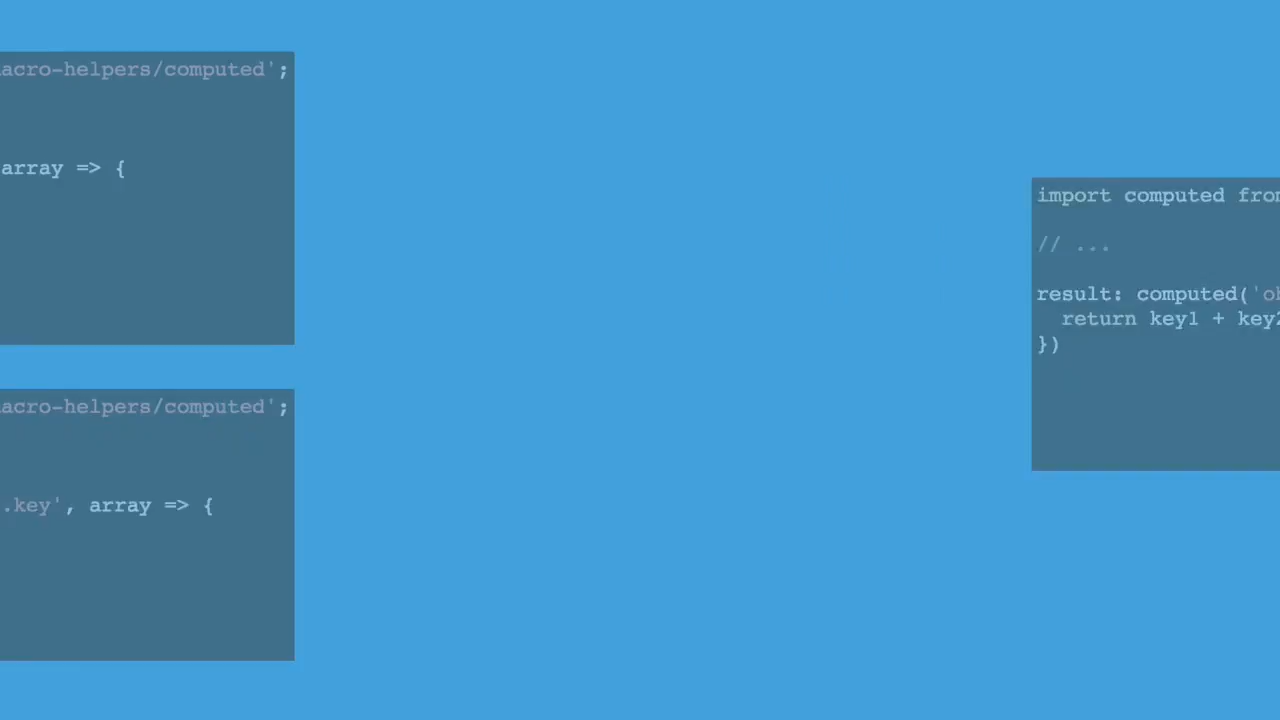 acro-helpers/computed';
array => {
acro-helpers/computed';
.key', array => {
import computed from
// ...
result: computed('ob
return key1 + key2
})